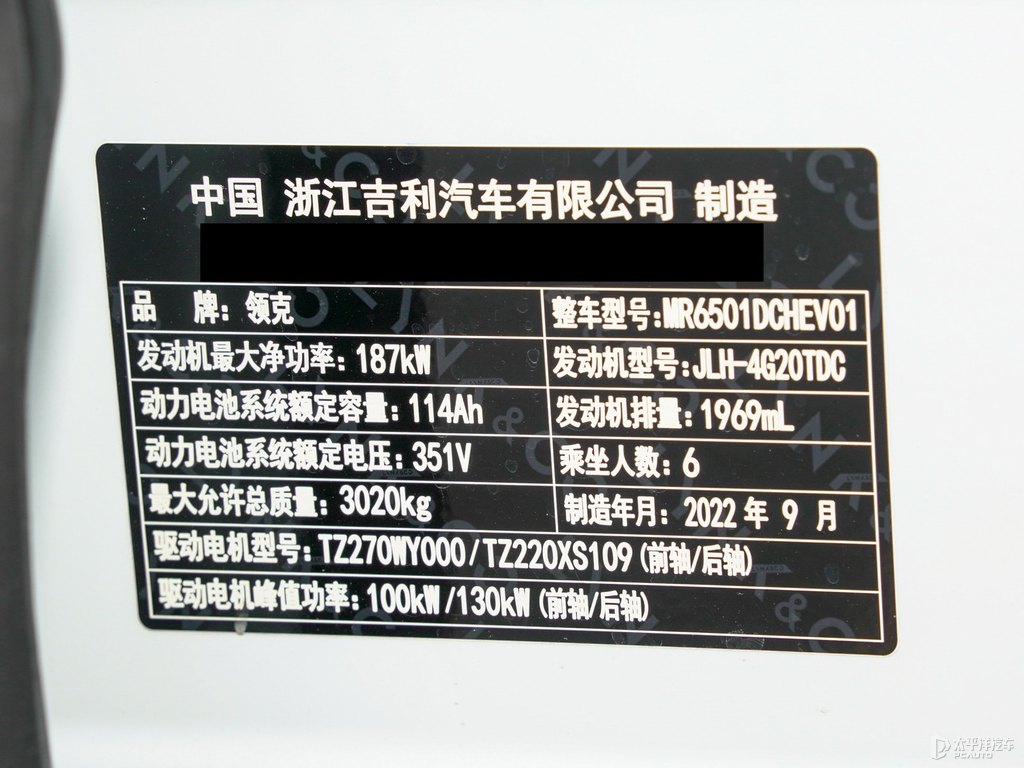 中国 浙江吉利汽车有限公司 制造
品 牌: 领克 整车型号:MR6501DCHEV01
发动机最大净功率: 187kW 发动机型号:JLH-4G20TDC
动力电池系统额定容量: 114Ah 发动机排量: 1969mL
动力电池系统额定电压: 351V 乘坐人数: 6
最大允许总质量: 3020kg 制造年月: 2022 年 9 月
驱动电机型号: TZ270WY000/TZ220XS109 (前轴/后轴)
驱动电机峰值功率: 100kW/130kW (前轴/后轴)
太平洋汽车
PCAUTO